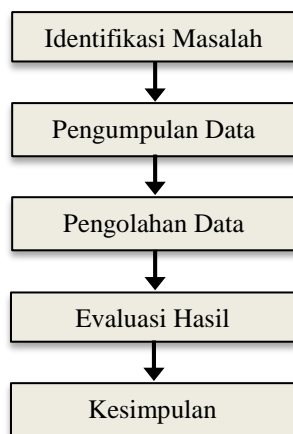 Identifikasi Masalah
Pengumpulan Data
Pengolahan Data
Evaluasi Hasil
Kesimpulan